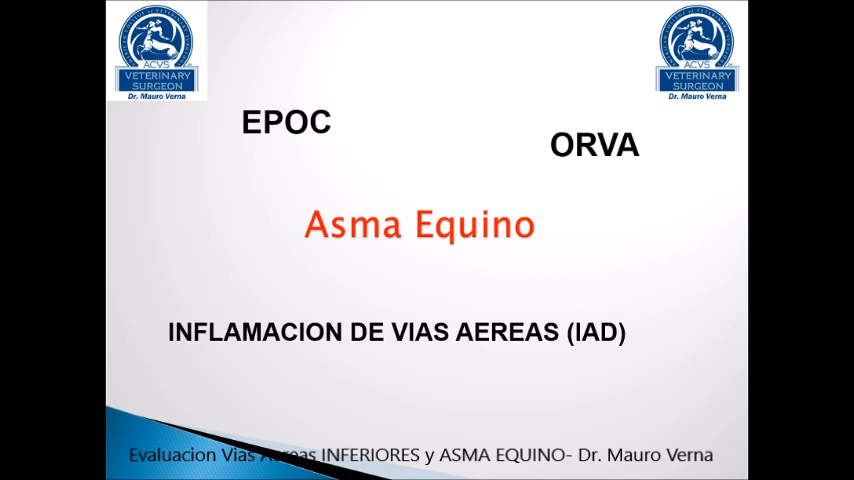 ACVS
VETERINARY
SURGEON
Dr. Mauro Verna
ACVS
VETERINARY
SURGEON
Dr. Mauro Verna
EPOC
ORVA
Asma Equino
INFLAMACION DE VIAS AEREAS (IAD)
Evaluacion Vias Aereas INFERIORES y ASMA EQUINO- Dr. Mauro Verna